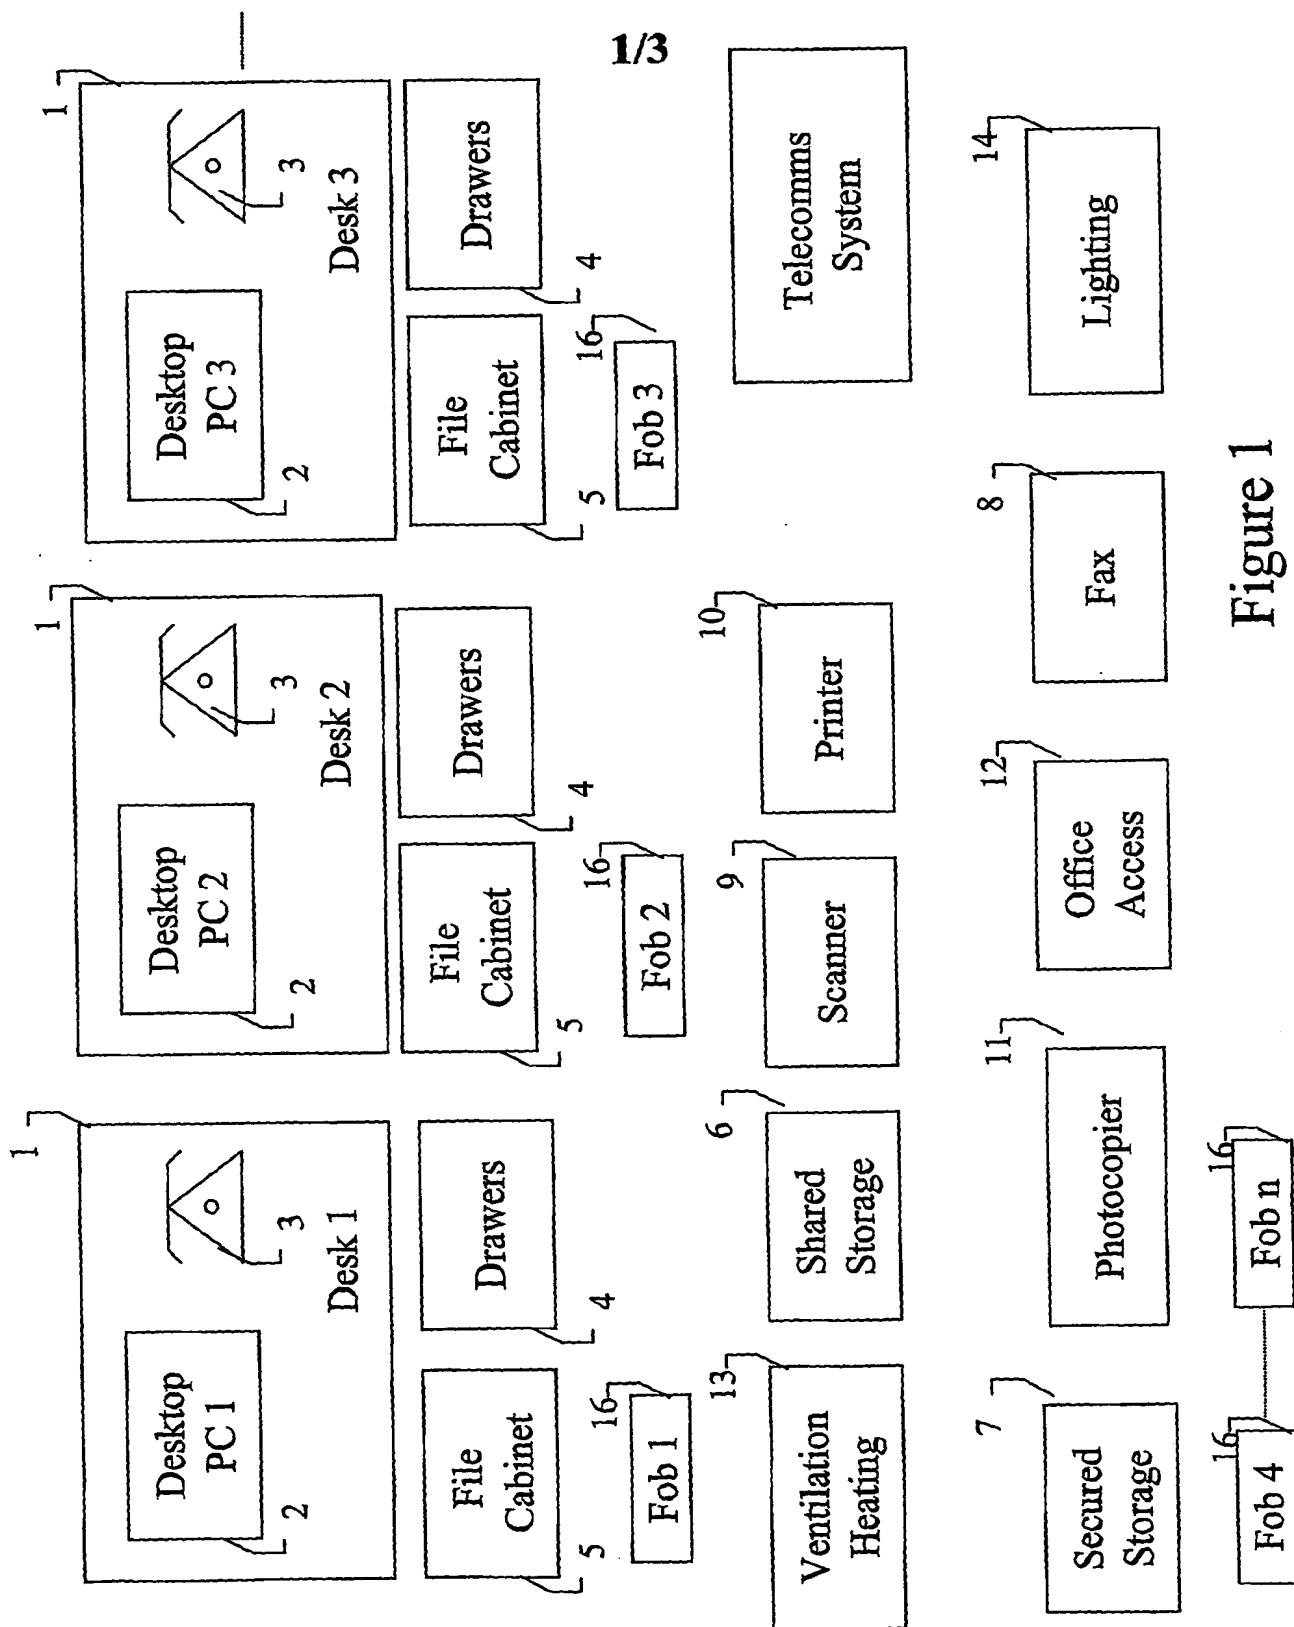 1/3
1
Desktop
PC 1
2
3
Desk 1
File
Cabinet
5
Drawers
4
16
Fob 1
1
Desktop
PC 2
2
3
Desk 2
File
Cabinet
5
Drawers
4
16
Fob 2
1
Desktop
PC 3
2
3
Desk 3
File
Cabinet
5
Drawers
4
16
Fob 3
13
Ventilation
Heating
6
Shared
Storage
9
Scanner
10
Printer
Telecomms
System
7
Secured
Storage
11
Photocopier
12
Office
Access
8
Fax
14
Lighting
16
Fob 4
16
Fob n
Figure 1